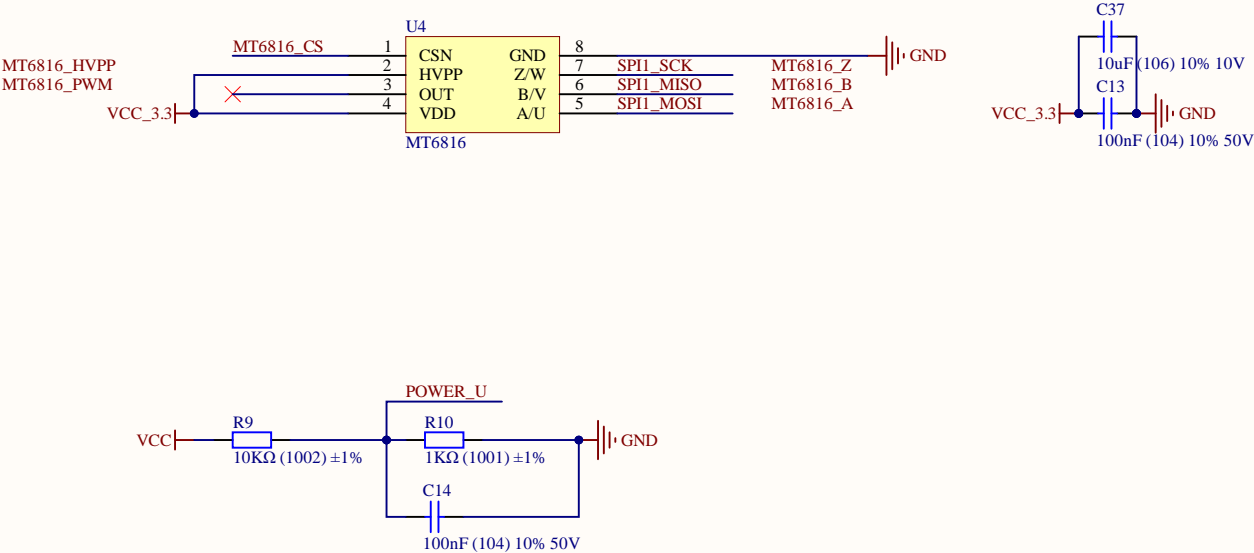 C37
10uF (106) 10% 10V
C13
VCC_3.3 GND
100nF (104) 10% 50V
U4
MT6816_CS 1 CSN GND 8 GND
MT6816_HVPP 2 HVPP Z/W 7 SPI1_SCK MT6816_Z
MT6816_PWM 3 OUT B/V 6 SPI1_MISO MT6816_B
VCC_3.3 4 VDD A/U 5 SPI1_MOSI MT6816_A
MT6816
POWER_U
R9 R10
VCC GND
10KΩ (1002) ±1% 1KΩ (1001) ±1%
C14
100nF (104) 10% 50V